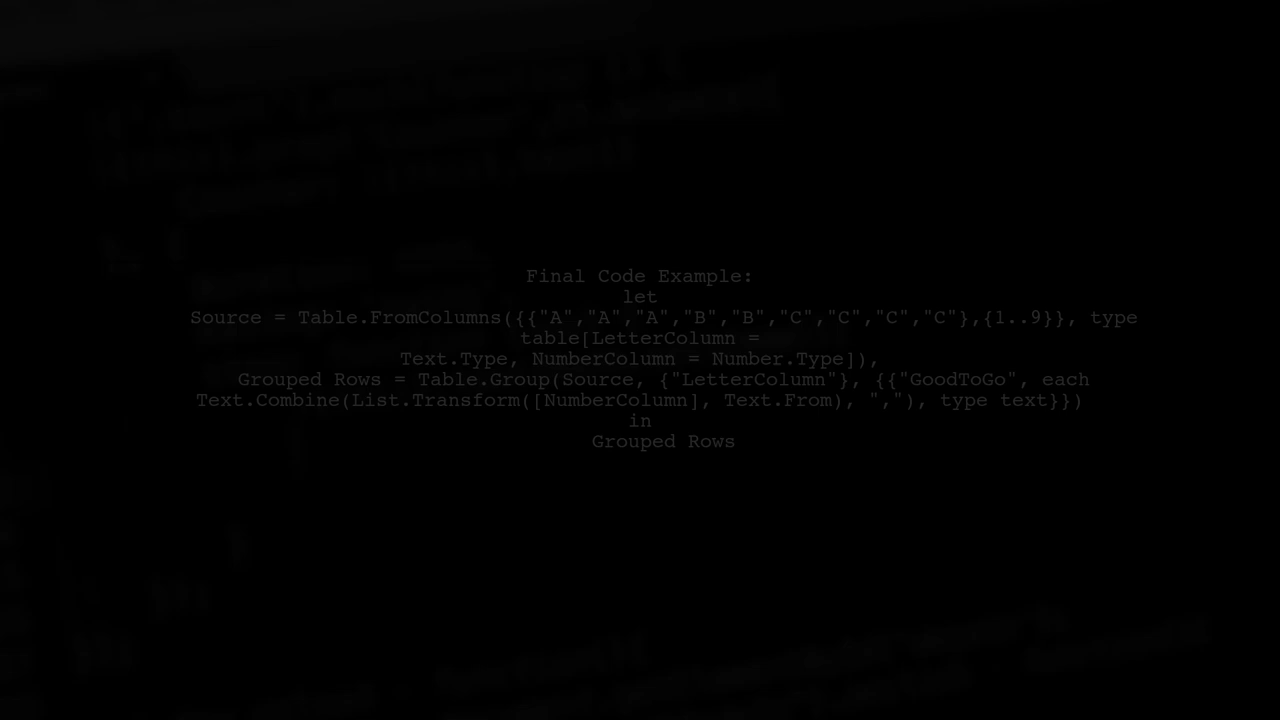 Final Code Example:
let
Source = Table.FromColumns({{"A","A","A","B","B","C","C","C","C"},{1..9}}, type
table[LetterColumn =
Text.Type, NumberColumn = Number.Type]),
Grouped Rows = Table.Group(Source, {"LetterColumn"}, {{"GoodToGo", each
Text.Combine(List.Transform([NumberColumn], Text.From), ","), type text}})
in
Grouped Rows